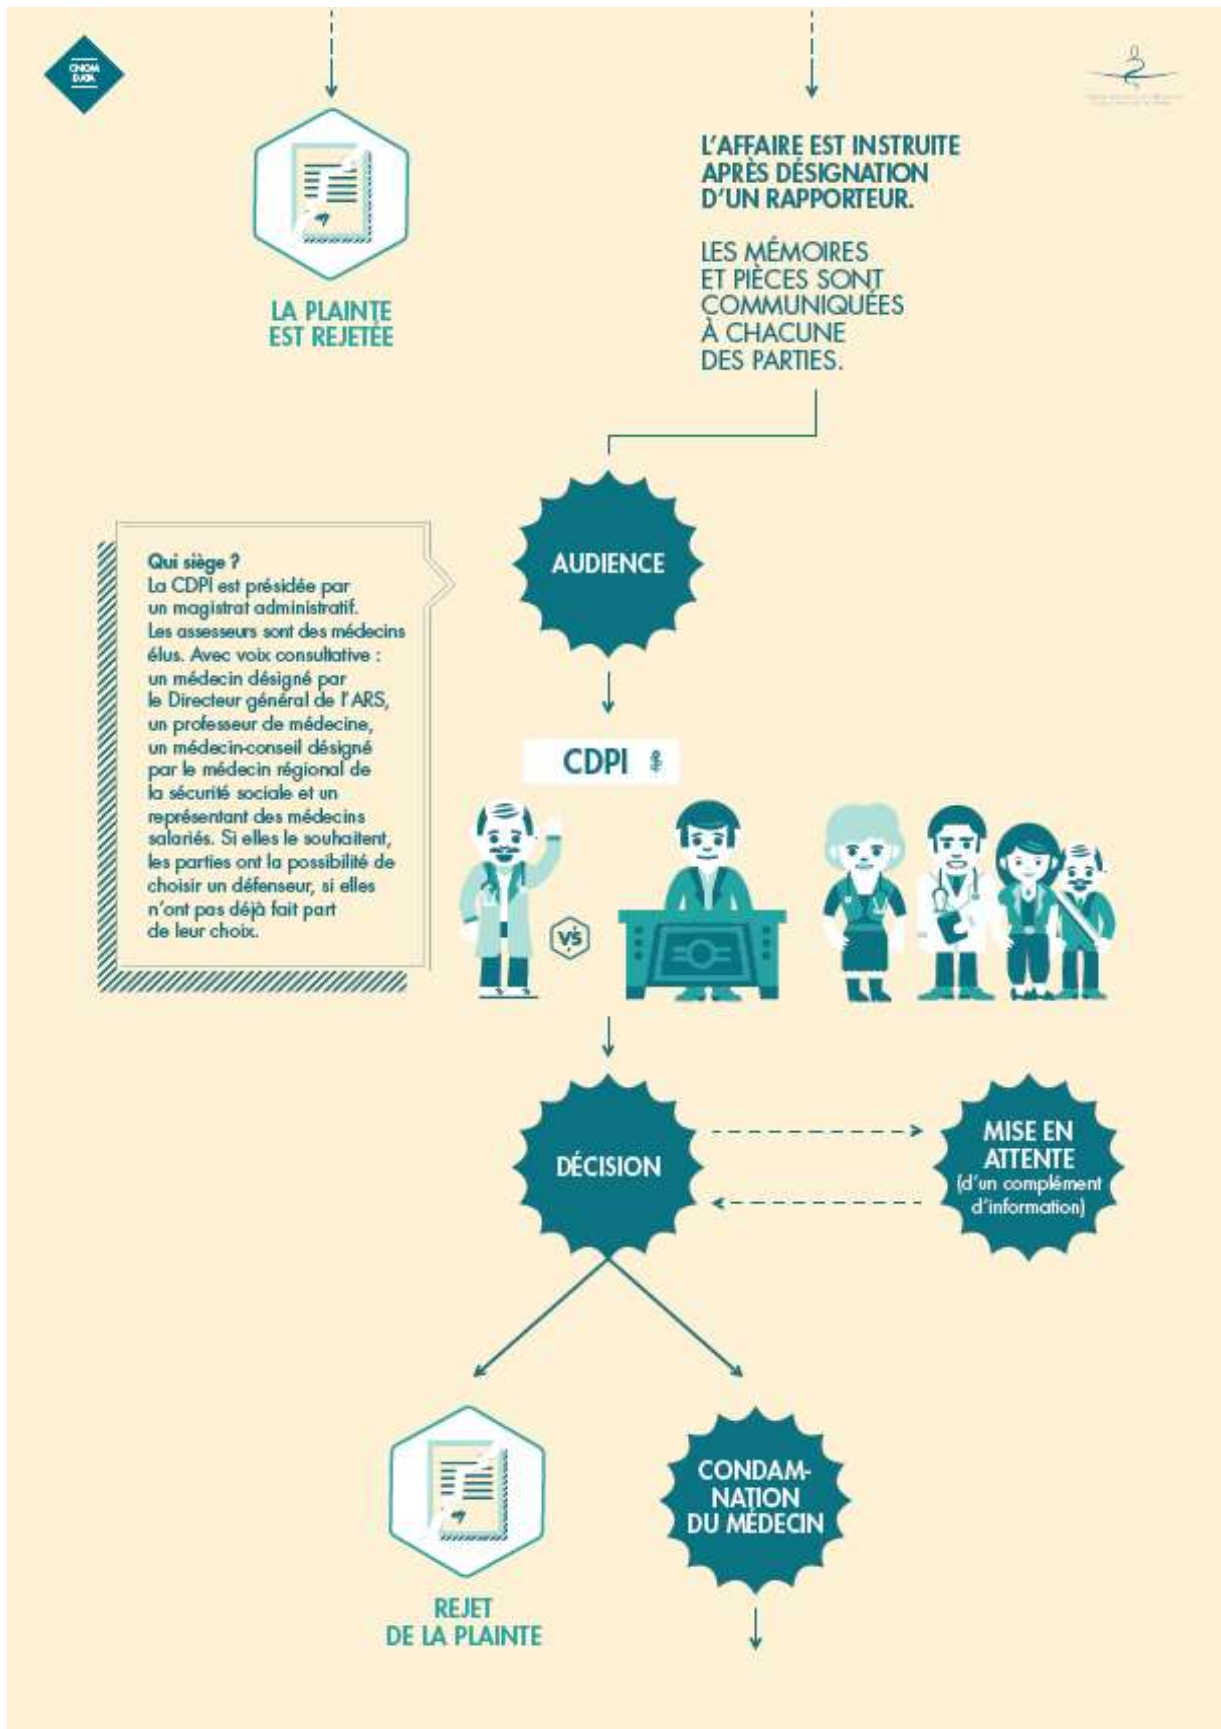 CNOM
DATA
LA PLAINTE
EST REJETÉE
L'AFFAIRE EST INSTRUITE
APRÈS DÉSIGNATION
D'UN RAPPORTEUR.
LES MÉMOIRES
ET PIÈCES SONT
COMMUNIQUÉES
À CHACUNE
DES PARTIES.
AUDIENCE
Qui siège ?
La CDPI est présidée par
un magistrat administratif.
Les assesseurs sont des médecins
élus. Avec voix consultative :
un médecin désigné par
le Directeur général de l'ARS,
un professeur de médecine,
un médecin-conseil désigné
par le médecin régional de
la sécurité sociale et un
représentant des médecins
salariés. Si elles le souhaitent,
les parties ont la possibilité de
choisir un défenseur, si elles
n'ont pas déjà fait part
de leur choix.
CDPI
VS
DÉCISION
MISE EN
ATTENTE
(d'un complément
d'information)
CONDAM-
NATION
DU MÉDECIN
REJET
DE LA PLAINTE